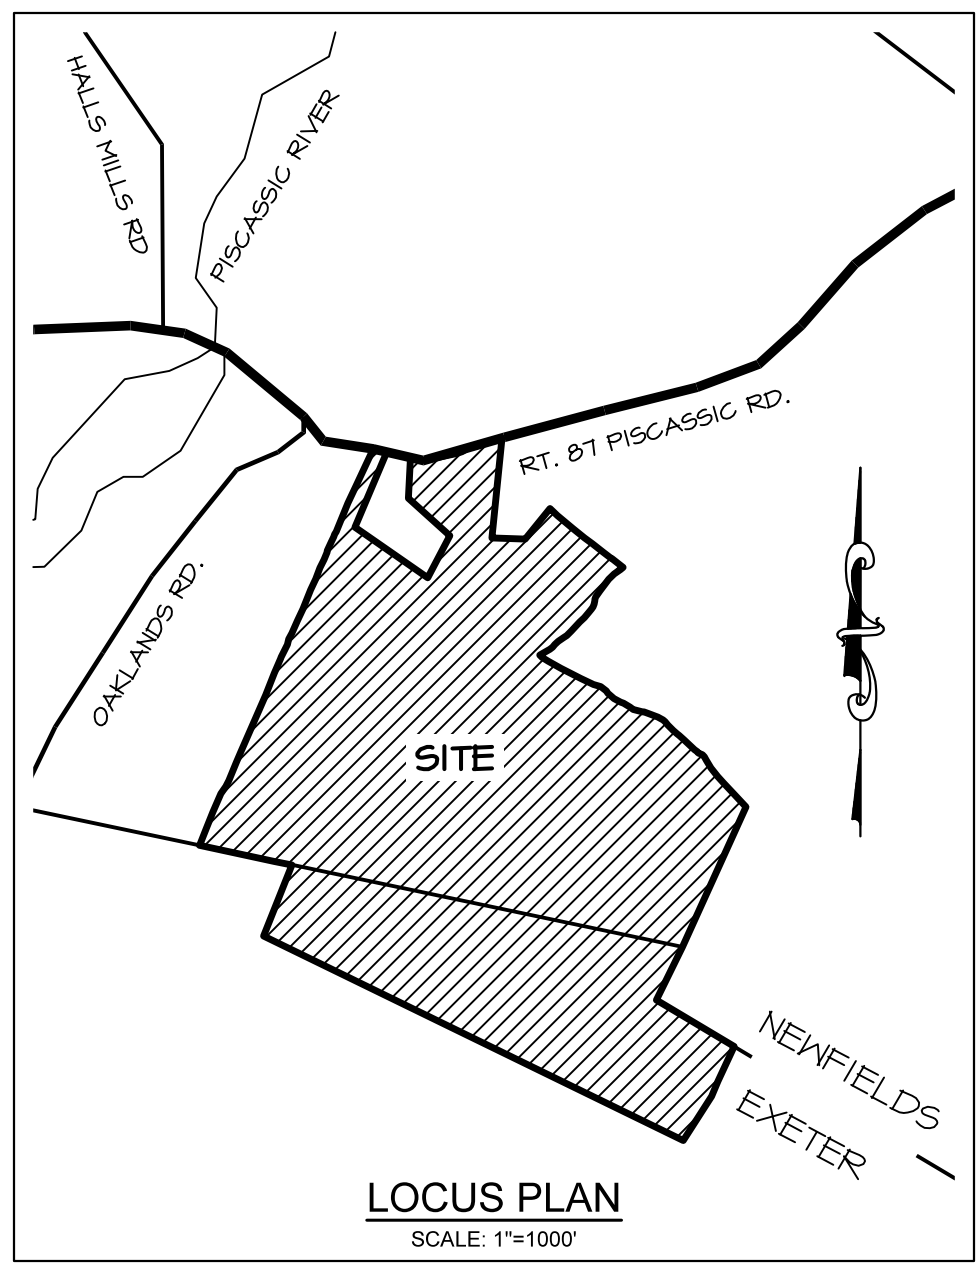 HALLS MILLS RD
PISCASSIC RIVER
RT. 87 PISCASSIC RD.
OAKLANDS RD.
SITE
NEWFIELDS
EXETER
LOCUS PLAN
SCALE: 1"=1000'